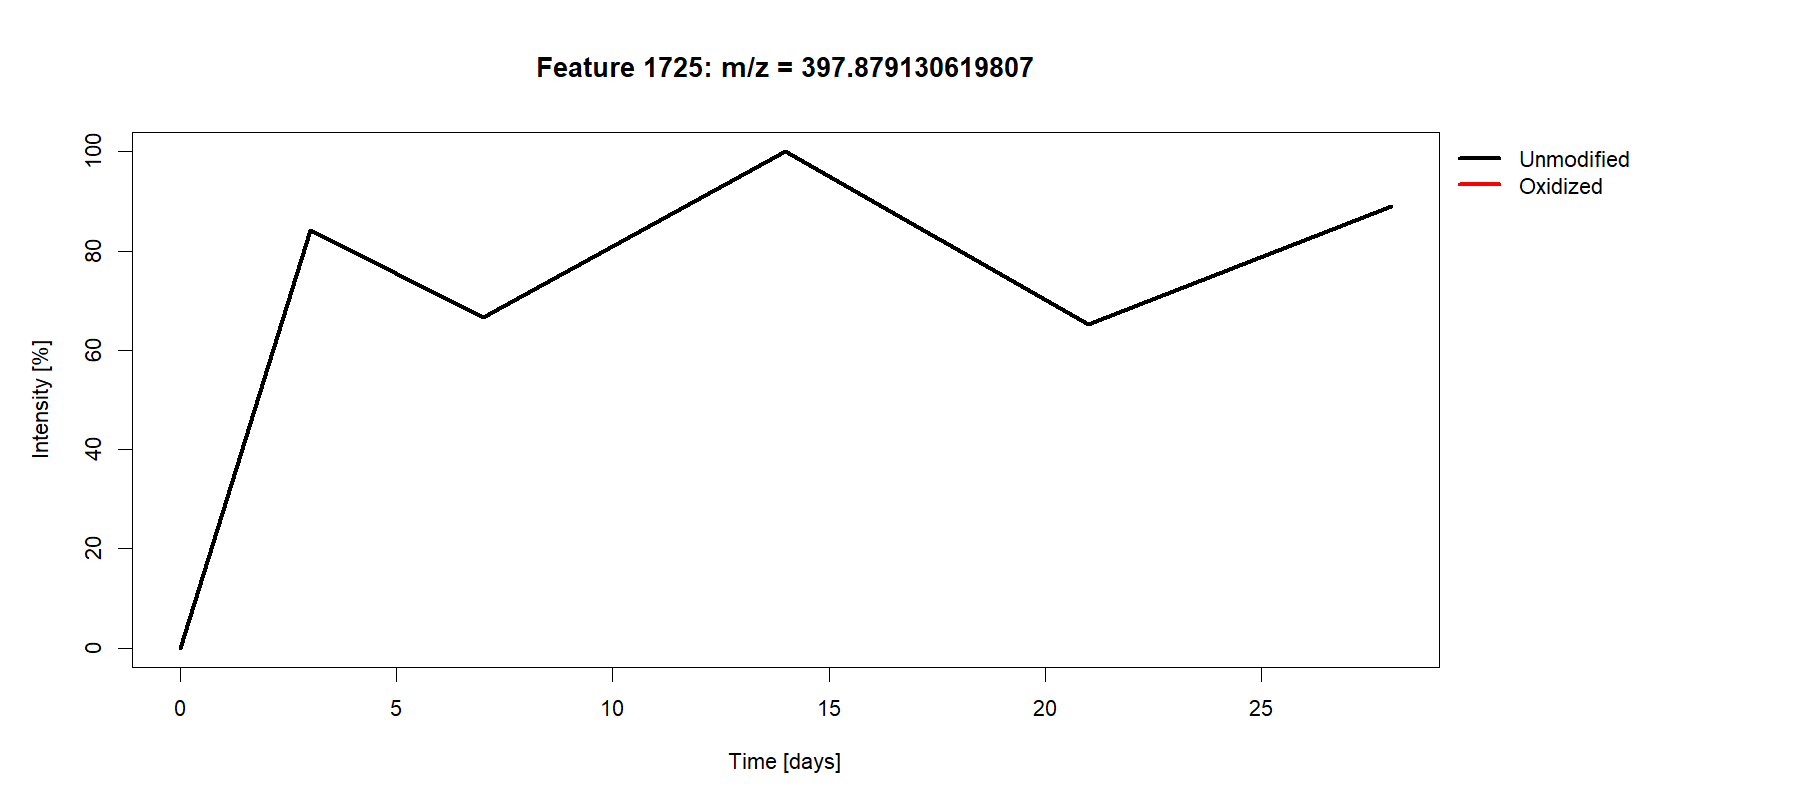 Feature 1725: m/z = 397.879130619807
Unmodified
Oxidized
100
80
60
40
20
0
Intensity [%]
0 5 10 15 20 25
Time [days]